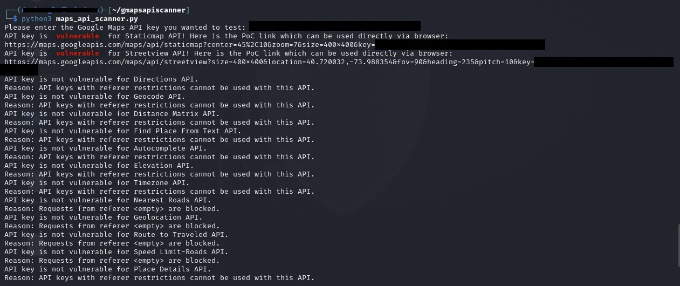 [~/gmapsapiscanner]
$ python3 maps_api_scanner.py
Please enter the Google Maps API key you wanted to test:
API key is vulnerable for Staticmap API! Here is the PoC link which can be used directly via browser:
https://maps.googleapis.com/maps/api/staticmap?center=45%2C10&zoom=7&size=400×400&key=
API key is vulnerable for Streetview API! Here is the PoC link which can be used directly via browser:
https://maps.googleapis.com/maps/api/streetview?size=400×400&location=40.720032,-73.988354&fov=90&heading=235&pitch=10&key=
API key is not vulnerable for Directions API.
Reason: API keys with referer restrictions cannot be used with this API.
API key is not vulnerable for Geocode API.
Reason: API keys with referer restrictions cannot be used with this API.
API key is not vulnerable for Distance Matrix API.
Reason: API keys with referer restrictions cannot be used with this API.
API key is not vulnerable for Find Place From Text API.
Reason: API keys with referer restrictions cannot be used with this API.
API key is not vulnerable for Autocomplete API.
Reason: API keys with referer restrictions cannot be used with this API.
API key is not vulnerable for Elevation API.
Reason: API keys with referer restrictions cannot be used with this API.
API key is not vulnerable for Timezone API.
Reason: API keys with referer restrictions cannot be used with this API.
API key is not vulnerable for Nearest Roads API.
Reason: Requests from referer <empty> are blocked.
API key is not vulnerable for Geolocation API.
Reason: Requests from referer <empty> are blocked.
API key is not vulnerable for Route to Traveled API.
Reason: Requests from referer <empty> are blocked.
API key is not vulnerable for Speed Limit-Roads API.
Reason: Requests from referer <empty> are blocked.
API key is not vulnerable for Place Details API.
Reason: API keys with referer restrictions cannot be used with this API.